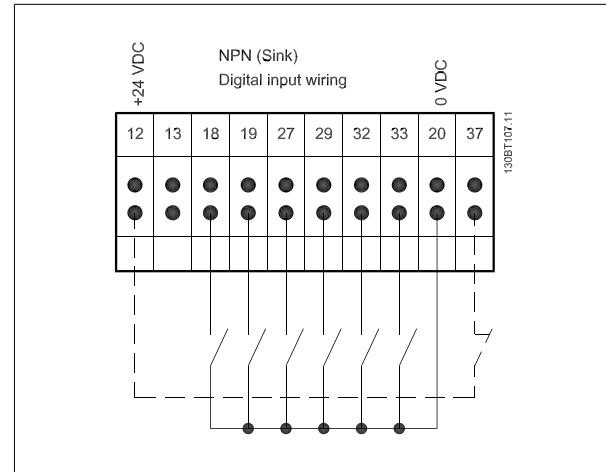 +24 VDC
NPN (Sink)
Digital input wiring
0 VDC
12 13 18 19 27 29 32 33 20 37
130BT107.11